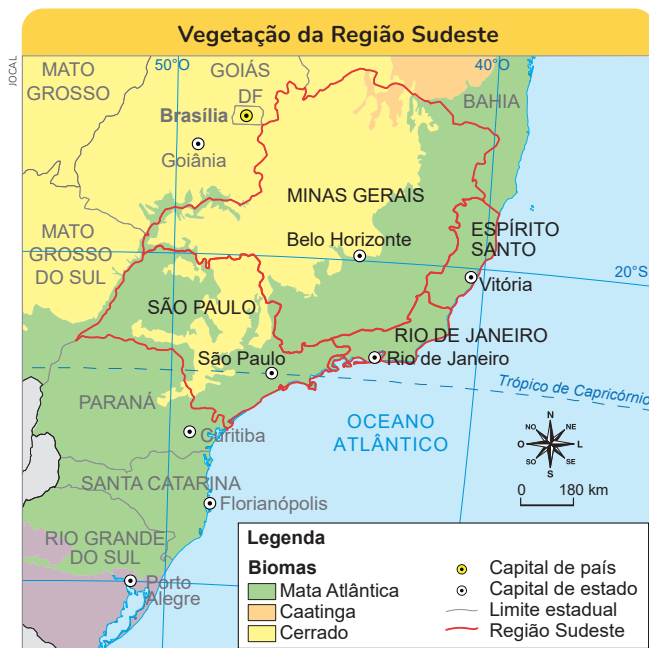 Vegetação da Região Sudeste
JOCAL
50°O
40°O
MATO
GROSSO
GOIÁS
DF
Brasília
Goiânia
BAHIA
MINAS GERAIS
MATO
GROSSO
DO SUL
Belo Horizonte
ESPÍRITO
SANTO
20°S
Vitória
SÃO PAULO
RIO DE JANEIRO
São Paulo
Rio de Janeiro
Trópico de Capricórnio
PARANÁ
Curitiba
OCEANO
ATLÂNTICO
N
NO
NE
O
L
SO
SE
S
0
180 km
SANTA CATARINA
Florianópolis
RIO GRANDE
DO SUL
Porto
Alegre
Legenda
Biomas
Mata Atlântica
Caatinga
Cerrado
Capital de país
Capital de estado
Limite estadual
Região Sudeste